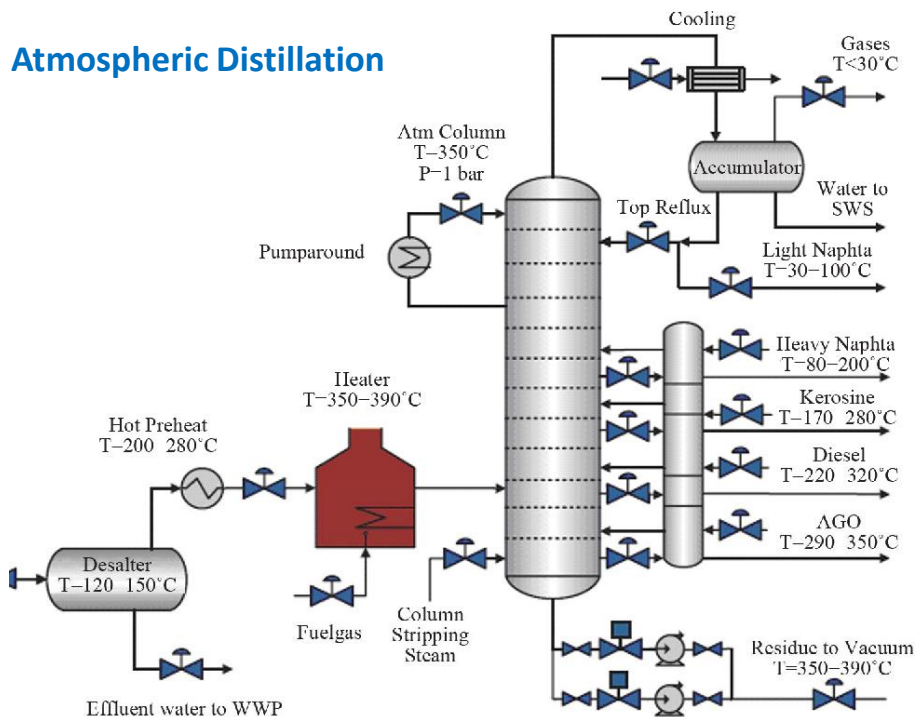 Atmospheric Distillation
Cooling
Gases
T<30°C
Atm Column
T–350°C
P=1 bar
Accumulator
Water to
SWS
Top Reflux
Pumparound
Light Naphta
T–30–100°C
Heavy Naphta
T–80–200°C
Heater
T–350–390°C
Kerosine
T–170 280°C
Hot Preheat
T–200 280°C
Diesel
T–220 320°C
AGO
T–290 350°C
Desalter
T–120 150°C
Fuelgas
Column
Stripping
Steam
Residue to Vacuum
T=350–390°C
Effluent water to WWP